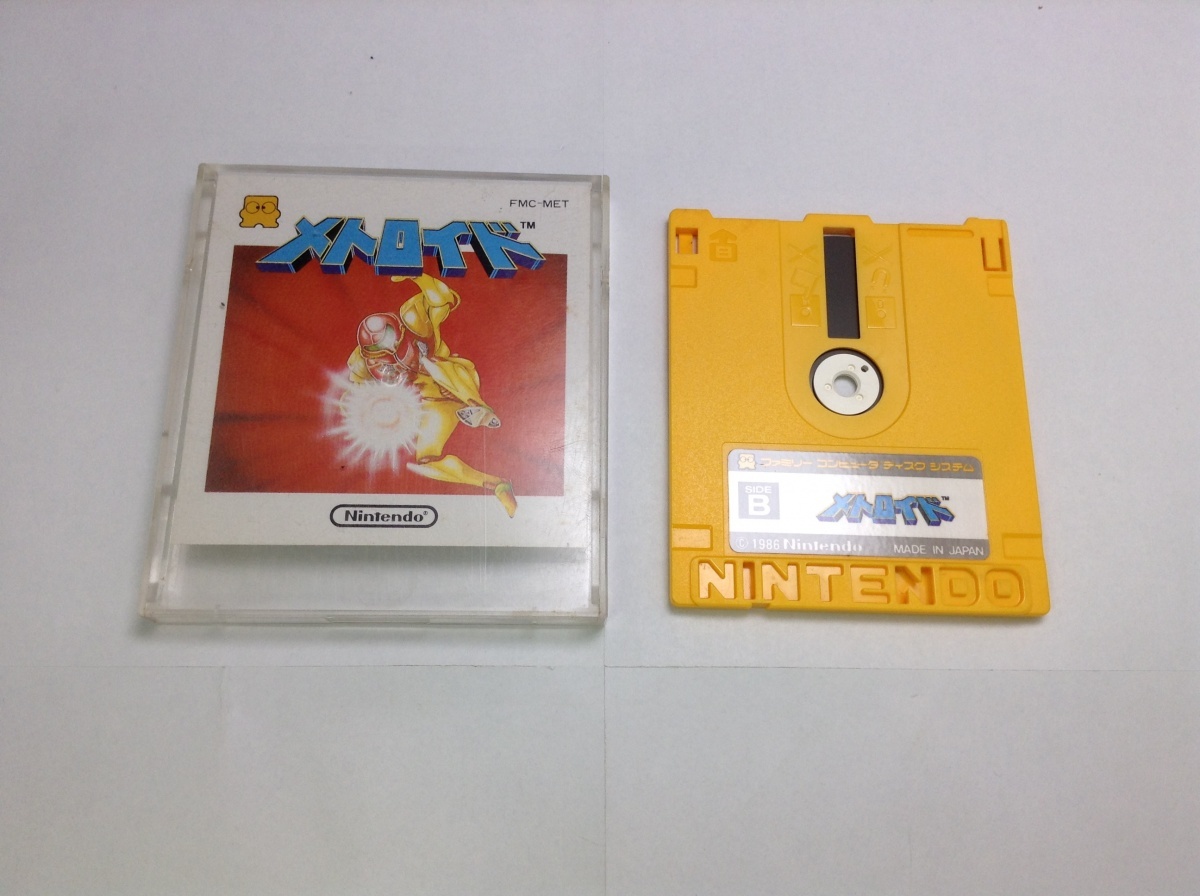 FMC-MET
メトロイド™
Nintendo®
ファミリー コンピュータ ディスク システム
SIDE
B
メトロイド™
© 1986 Nintendo
MADE IN JAPAN
NINTENDO